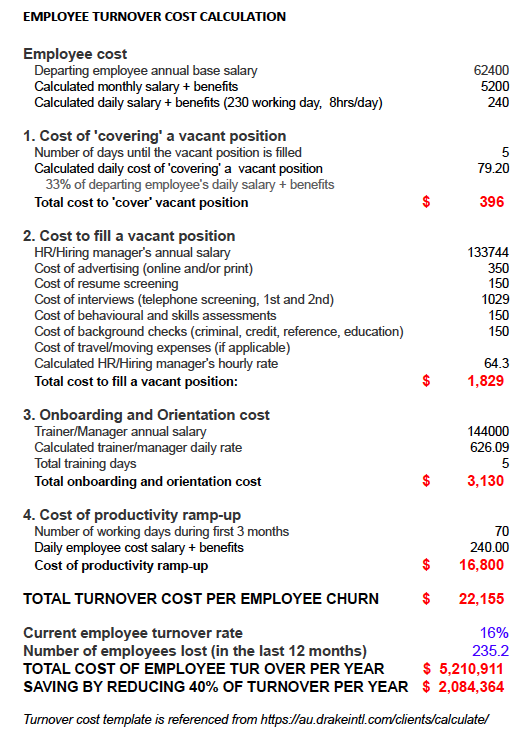 EMPLOYEE TURNOVER COST CALCULATION
Employee cost
Departing employee annual base salary 62400
Calculated monthly salary + benefits 5200
Calculated daily salary + benefits (230 working day, 8hrs/day) 240
1. Cost of 'covering' a vacant position
Number of days until the vacant position is filled 5
Calculated daily cost of 'covering' a vacant position 79.20
33% of departing employee's daily salary + benefits
Total cost to 'cover' vacant position $ 396
2. Cost to fill a vacant position
HR/Hiring manager's annual salary 133744
Cost of advertising (online and/or print) 350
Cost of resume screening 150
Cost of interviews (telephone screening, 1st and 2nd) 1029
Cost of behavioural and skills assessments 150
Cost of background checks (criminal, credit, reference, education) 150
Cost of travel/moving expenses (if applicable)
Calculated HR/Hiring manager's hourly rate 64.3
Total cost to fill a vacant position: $ 1,829
3. Onboarding and Orientation cost
Trainer/Manager annual salary 144000
Calculated trainer/manager daily rate 626.09
Total training days 5
Total onboarding and orientation cost $ 3,130
4. Cost of productivity ramp-up
Number of working days during first 3 months 70
Daily employee cost salary + benefits 240.00
Cost of productivity ramp-up $ 16,800
TOTAL TURNOVER COST PER EMPLOYEE CHURN $ 22,155
Current employee turnover rate 16%
Number of employees lost (in the last 12 months) 235.2
TOTAL COST OF EMPLOYEE TUR OVER PER YEAR $ 5,210,911
SAVING BY REDUCING 40% OF TURNOVER PER YEAR $ 2,084,364
Turnover cost template is referenced from https://au.drakeintl.com/clients/calculate/